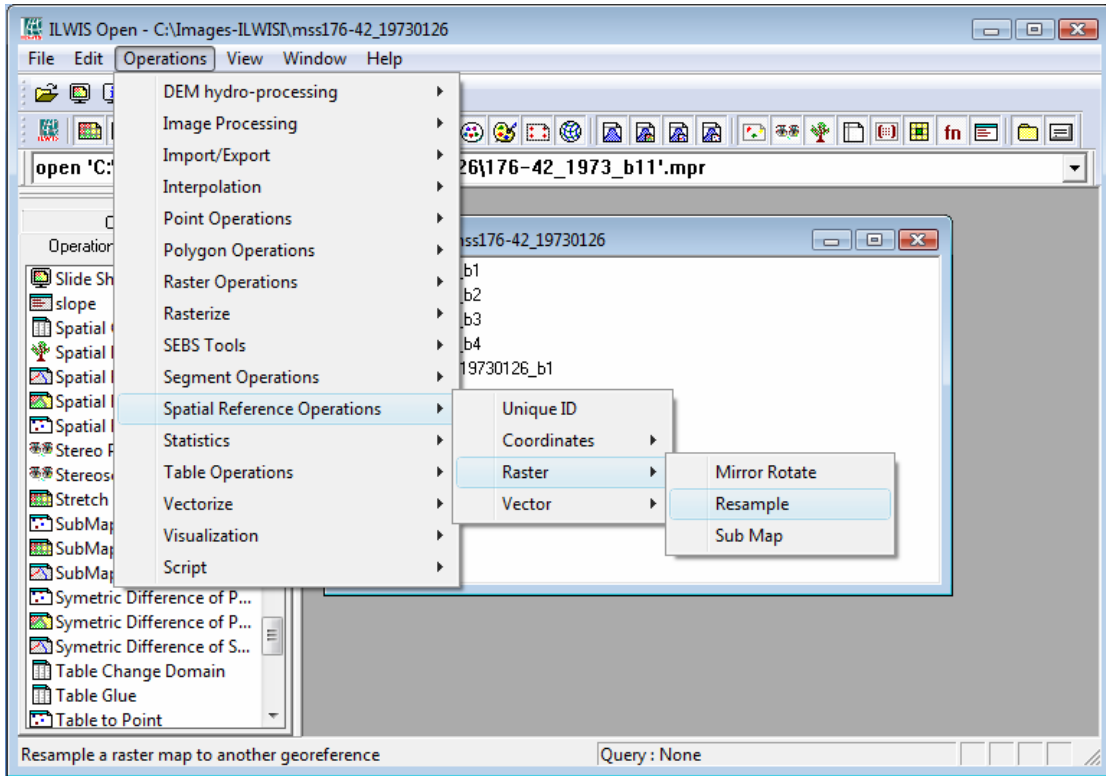 ILWIS Open - C:\Images-ILWISI\mss176-42_19730126
File Edit Operations View Window Help
fn
open 'C:
26\176-42_1973_b11'.mpr
DEM hydro-processing
Image Processing
Import/Export
Interpolation
Point Operations
Polygon Operations
Raster Operations
Rasterize
SEBS Tools
Segment Operations
Spatial Reference Operations
Statistics
Table Operations
Vectorize
Visualization
Script
Unique ID
Coordinates
Raster
Vector
Mirror Rotate
Resample
Sub Map
ss176-42_19730126
_b1
_b2
_b3
_b4
19730126_b1
Operation
Slide Sh
slope
Spatial
Spatial
Spatial
Spatial
Spatial
Stereo P
Stereos
Stretch
SubMap
SubMap
SubMap
Symetric Difference of P...
Symetric Difference of P...
Symetric Difference of S...
Table Change Domain
Table Glue
Table to Point
Resample a raster map to another georeference
Query : None